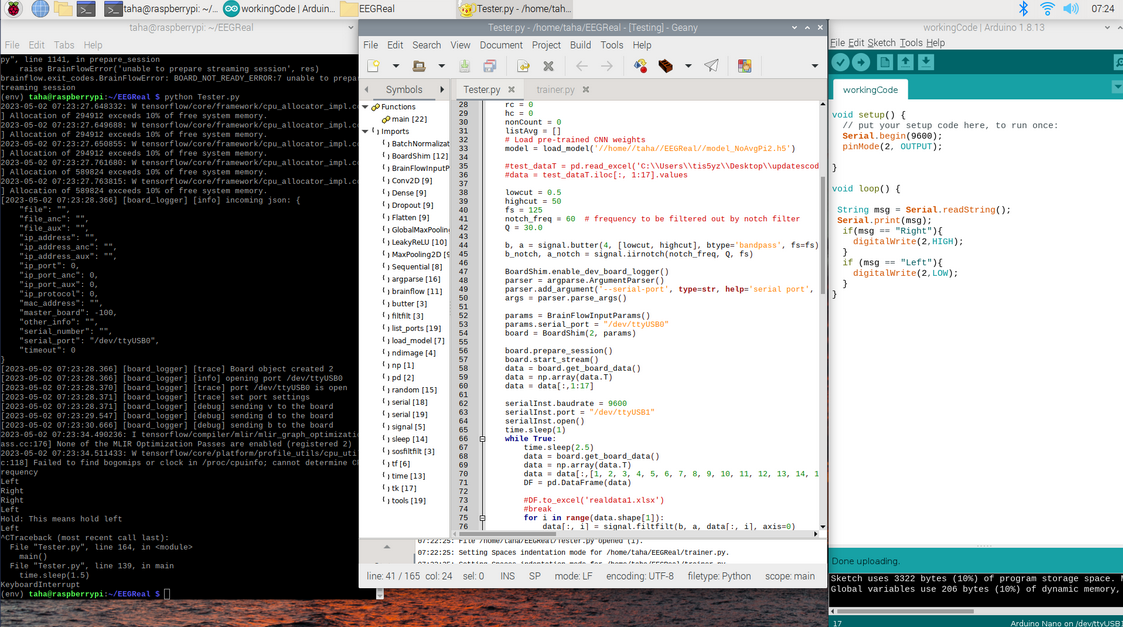 taha@raspberrypi: ~/...
workingCode | Arduin...
EEGReal
Tester.py - /home/tah...
07:24
taha@raspberrypi: ~/EEGReal
File Edit Tabs Help
py", line 1141, in prepare_session
raise BrainFlowError('unable to prepare streaming session', res)
brainflow.exit_codes.BrainFlowError: BOARD_NOT_READY_ERROR:7 unable to prepa
re streaming session
(env) taha@raspberrypi:~/EEGReal $ python Tester.py
2023-05-02 07:23:27.648332: W tensorflow/core/framework/cpu_allocator_impl.cc
] Allocation of 294912 exceeds 10% of free system memory.
2023-05-02 07:23:27.649688: W tensorflow/core/framework/cpu_allocator_impl.cc
] Allocation of 294912 exceeds 10% of free system memory.
2023-05-02 07:23:27.650855: W tensorflow/core/framework/cpu_allocator_impl.cc
] Allocation of 294912 exceeds 10% of free system memory.
2023-05-02 07:23:27.761680: W tensorflow/core/framework/cpu_allocator_impl.cc
] Allocation of 589824 exceeds 10% of free system memory.
2023-05-02 07:23:27.763815: W tensorflow/core/framework/cpu_allocator_impl.cc
] Allocation of 589824 exceeds 10% of free system memory.
[2023-05-02 07:23:28.366] [board_logger] [info] incoming json: {
"file": "",
"file_anc": "",
"file_aux": "",
"ip_address": "",
"ip_address_anc": "",
"ip_address_aux": "",
"ip_port": 0,
"ip_port_anc": 0,
"ip_port_aux": 0,
"ip_protocol": 0,
"mac_address": "",
"master_board": -100,
"other_info": "",
"serial_number": "",
"serial_port": "/dev/ttyUSB0",
"timeout": 0
}
[2023-05-02 07:23:28.366] [board_logger] [trace] Board object created 2
[2023-05-02 07:23:28.366] [board_logger] [info] opening port /dev/ttyUSB0
[2023-05-02 07:23:28.370] [board_logger] [trace] port /dev/ttyUSB0 is open
[2023-05-02 07:23:28.371] [board_logger] [trace] set port settings
[2023-05-02 07:23:28.371] [board_logger] [debug] sending v to the board
[2023-05-02 07:23:29.547] [board_logger] [debug] sending d to the board
[2023-05-02 07:23:30.666] [board_logger] [debug] sending b to the board
2023-05-02 07:23:34.490236: I tensorflow/compiler/mlir/mlir_graph_optimizatio
ass.cc:176] None of the MLIR Optimization Passes are enabled (registered 2)
2023-05-02 07:23:34.511433: W tensorflow/core/platform/profile_utils/cpu_uti
c:118] Failed to find bogomips or clock in /proc/cpuinfo; cannot determine C
requency
Left
Right
Right
Left
Hold: This means hold left
Left
^CTraceback (most recent call last):
File "Tester.py", line 164, in <module>
main()
File "Tester.py", line 139, in main
time.sleep(1.5)
KeyboardInterrupt
(env) taha@raspberrypi:~/EEGReal $
Tester.py - /home/taha/EEGReal - [Testing] - Geany
File Edit Search View Document Project Build Tools Help
Symbols
Tester.py
trainer.py
Functions
main [22]
Imports
BatchNormalizat
BoardShim [12]
BrainFlowInputP
Conv2D [9]
Dense [9]
Dropout [9]
Flatten [9]
GlobalMaxPoolin
LeakyReLU [10]
MaxPooling2D [9
Sequential [8]
argparse [16]
brainflow [11]
butter [3]
filtfilt [3]
list_ports [19]
load_model [7]
ndimage [4]
np [1]
pd [2]
random [15]
serial [18]
serial [19]
signal [5]
sleep [14]
sosfiltfilt [3]
tf [6]
time [13]
tk [17]
tools [19]
28 rc = 0
29 hc = 0
30 nonCount = 0
31 listAvg = []
32 # Load pre-trained CNN weights
33 model = load_model('//home//taha//EEGReal//model_NoAvgPi2.h5')
34
35 #test_dataT = pd.read_excel('C:\\Users\\tis5yz\\Desktop\\updatescod
36 #data = test_dataT.iloc[:, 1:17].values
37
38 lowcut = 0.5
39 highcut = 50
40 fs = 125
41 notch_freq = 60 # frequency to be filtered out by notch filter
42 Q = 30.0
43
44 b, a = signal.butter(4, [lowcut, highcut], btype='bandpass', fs=fs)
45 b_notch, a_notch = signal.iirnotch(notch_freq, Q, fs)
46
47 BoardShim.enable_dev_board_logger()
48 parser = argparse.ArgumentParser()
49 parser.add_argument('--serial-port', type=str, help='serial port',
50 args = parser.parse_args()
51
52 params = BrainFlowInputParams()
53 params.serial_port = "/dev/ttyUSB0"
54 board = BoardShim(2, params)
55
56 board.prepare_session()
57 board.start_stream()
58 data = board.get_board_data()
59 data = np.array(data.T)
60 data = data[:,1:17]
61
62 serialInst.baudrate = 9600
63 serialInst.port = "/dev/ttyUSB1"
64 serialInst.open()
65 time.sleep(1)
66 while True:
67 time.sleep(2.5)
68 data = board.get_board_data()
69 data = np.array(data.T)
70 data = data[:,[1, 2, 3, 4, 5, 6, 7, 8, 9, 10, 11, 12, 13, 14, 1
71 DF = pd.DataFrame(data)
72
73 #DF.to_excel('realdata1.xlsx')
74 #break
75 for i in range(data.shape[1]):
76 data[:, i] = signal.filtfilt(b, a, data[:, i], axis=0)
07:22:25: File /home/taha/EEGReal/Tester.py opened (1).
07:22:25: Setting Spaces indentation mode for /home/taha/EEGReal/trainer.py.
line: 41 / 165 col: 24 sel: 0 INS SP mode: LF encoding: UTF-8 filetype: Python scope: main
workingCode | Arduino 1.8.13
File Edit Sketch Tools Help
workingCode
void setup() {
// put your setup code here, to run once:
Serial.begin(9600);
pinMode(2, OUTPUT);
}
void loop() {
String msg = Serial.readString();
Serial.print(msg);
if(msg == "Right"){
digitalWrite(2,HIGH);
}
if (msg == "Left"){
digitalWrite(2,LOW);
}
}
Done uploading.
Sketch uses 3322 bytes (10%) of program storage space. M
Global variables use 206 bytes (10%) of dynamic memory,
17
Arduino Nano on /dev/ttyUSB1